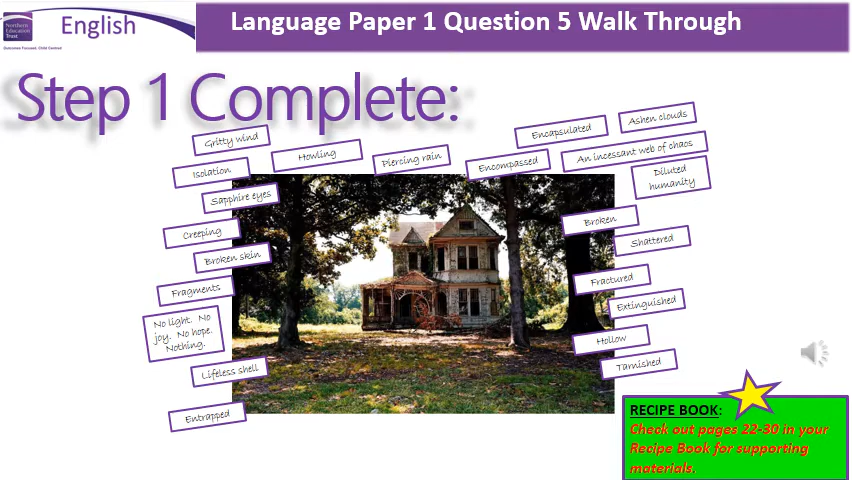 Northern
Education
Trust
Outcomes Focused, Child Centred
English
Language Paper 1 Question 5 Walk Through
Step 1 Complete:
Gritty wind
Howling
Piercing rain
Encapsulated
Ashen clouds
Isolation
Encompassed
An incessant web of chaos
Sapphire eyes
Diluted
humanity
Creeping
Broken
Broken skin
Shattered
Fragments
Fractured
No light. No
joy. No hope.
Nothing.
Extinguished
Hollow
Lifeless shell
Tarnished
Entrapped
RECIPE BOOK:
Check out pages 22-30 in your
Recipe Book for supporting
materials.